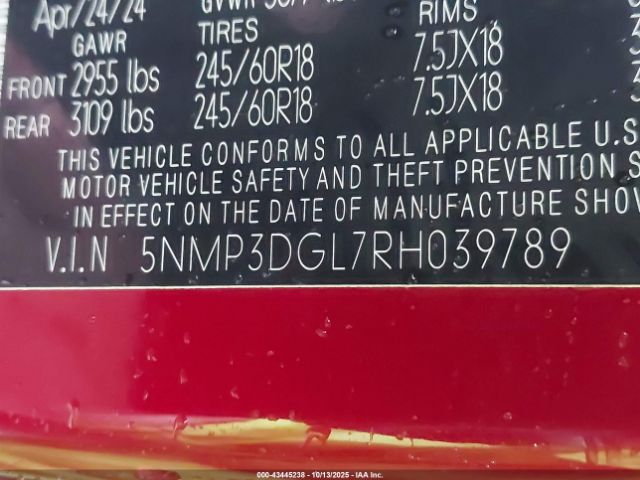 Apr/24/24 GVWR
GAWR TIRES RIMS
FRONT 2955 lbs 245/60R18 7.5JX18
REAR 3109 lbs 245/60R18 7.5JX18
THIS VEHICLE CONFORMS TO ALL APPLICABLE U.S
MOTOR VEHICLE SAFETY AND THEFT PREVENTION S
IN EFFECT ON THE DATE OF MANUFACTURE SHOW
V.I.N 5NMP3DGL7RH039789
000-43445238 - 10/13/2025 - IAA Inc.